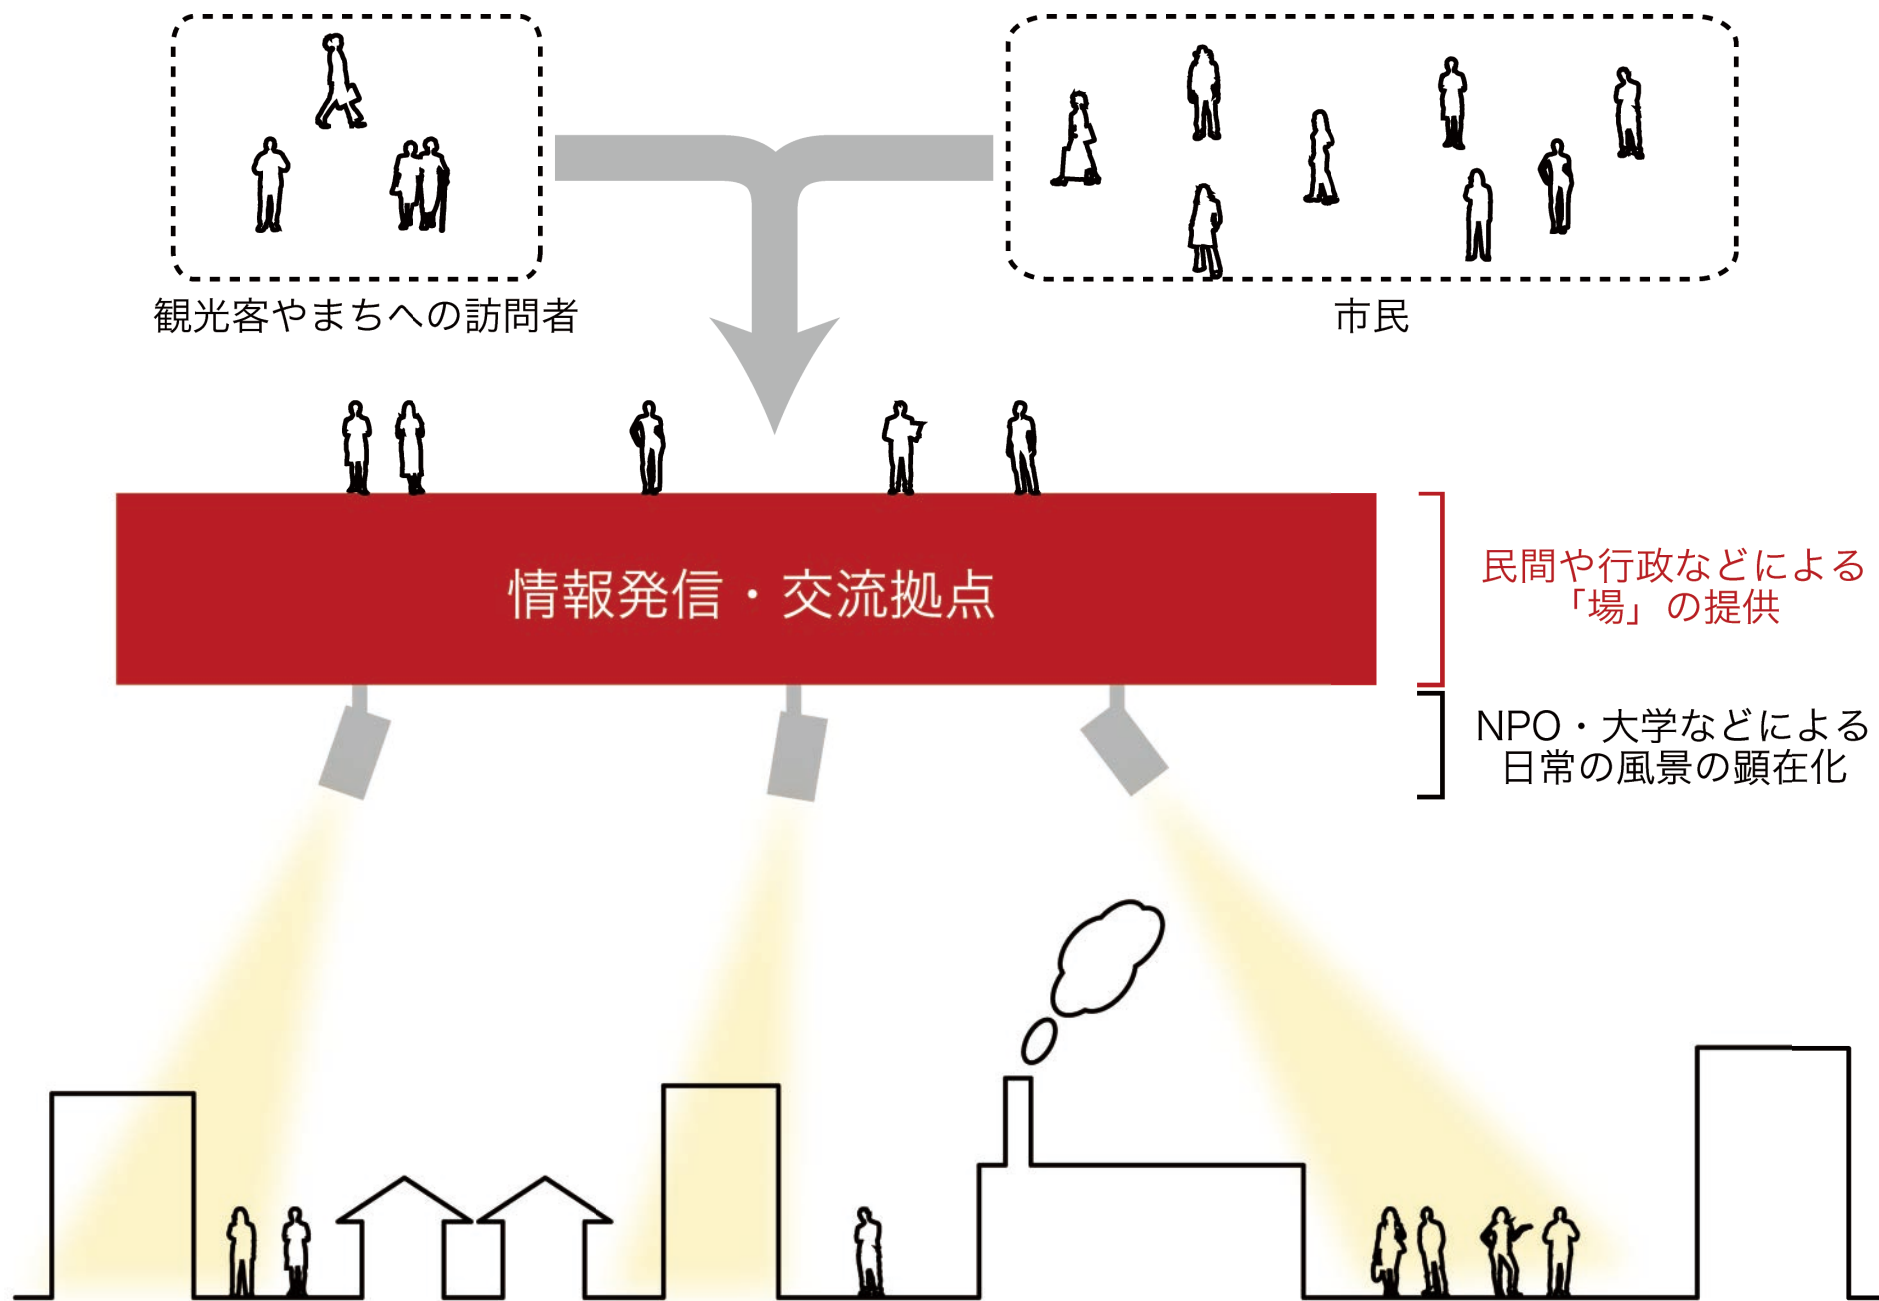 観光客やまちへの訪問者
市民
情報発信・交流拠点
民間や行政などによる
「場」の提供
NPO・大学などによる
日常の風景の顕在化